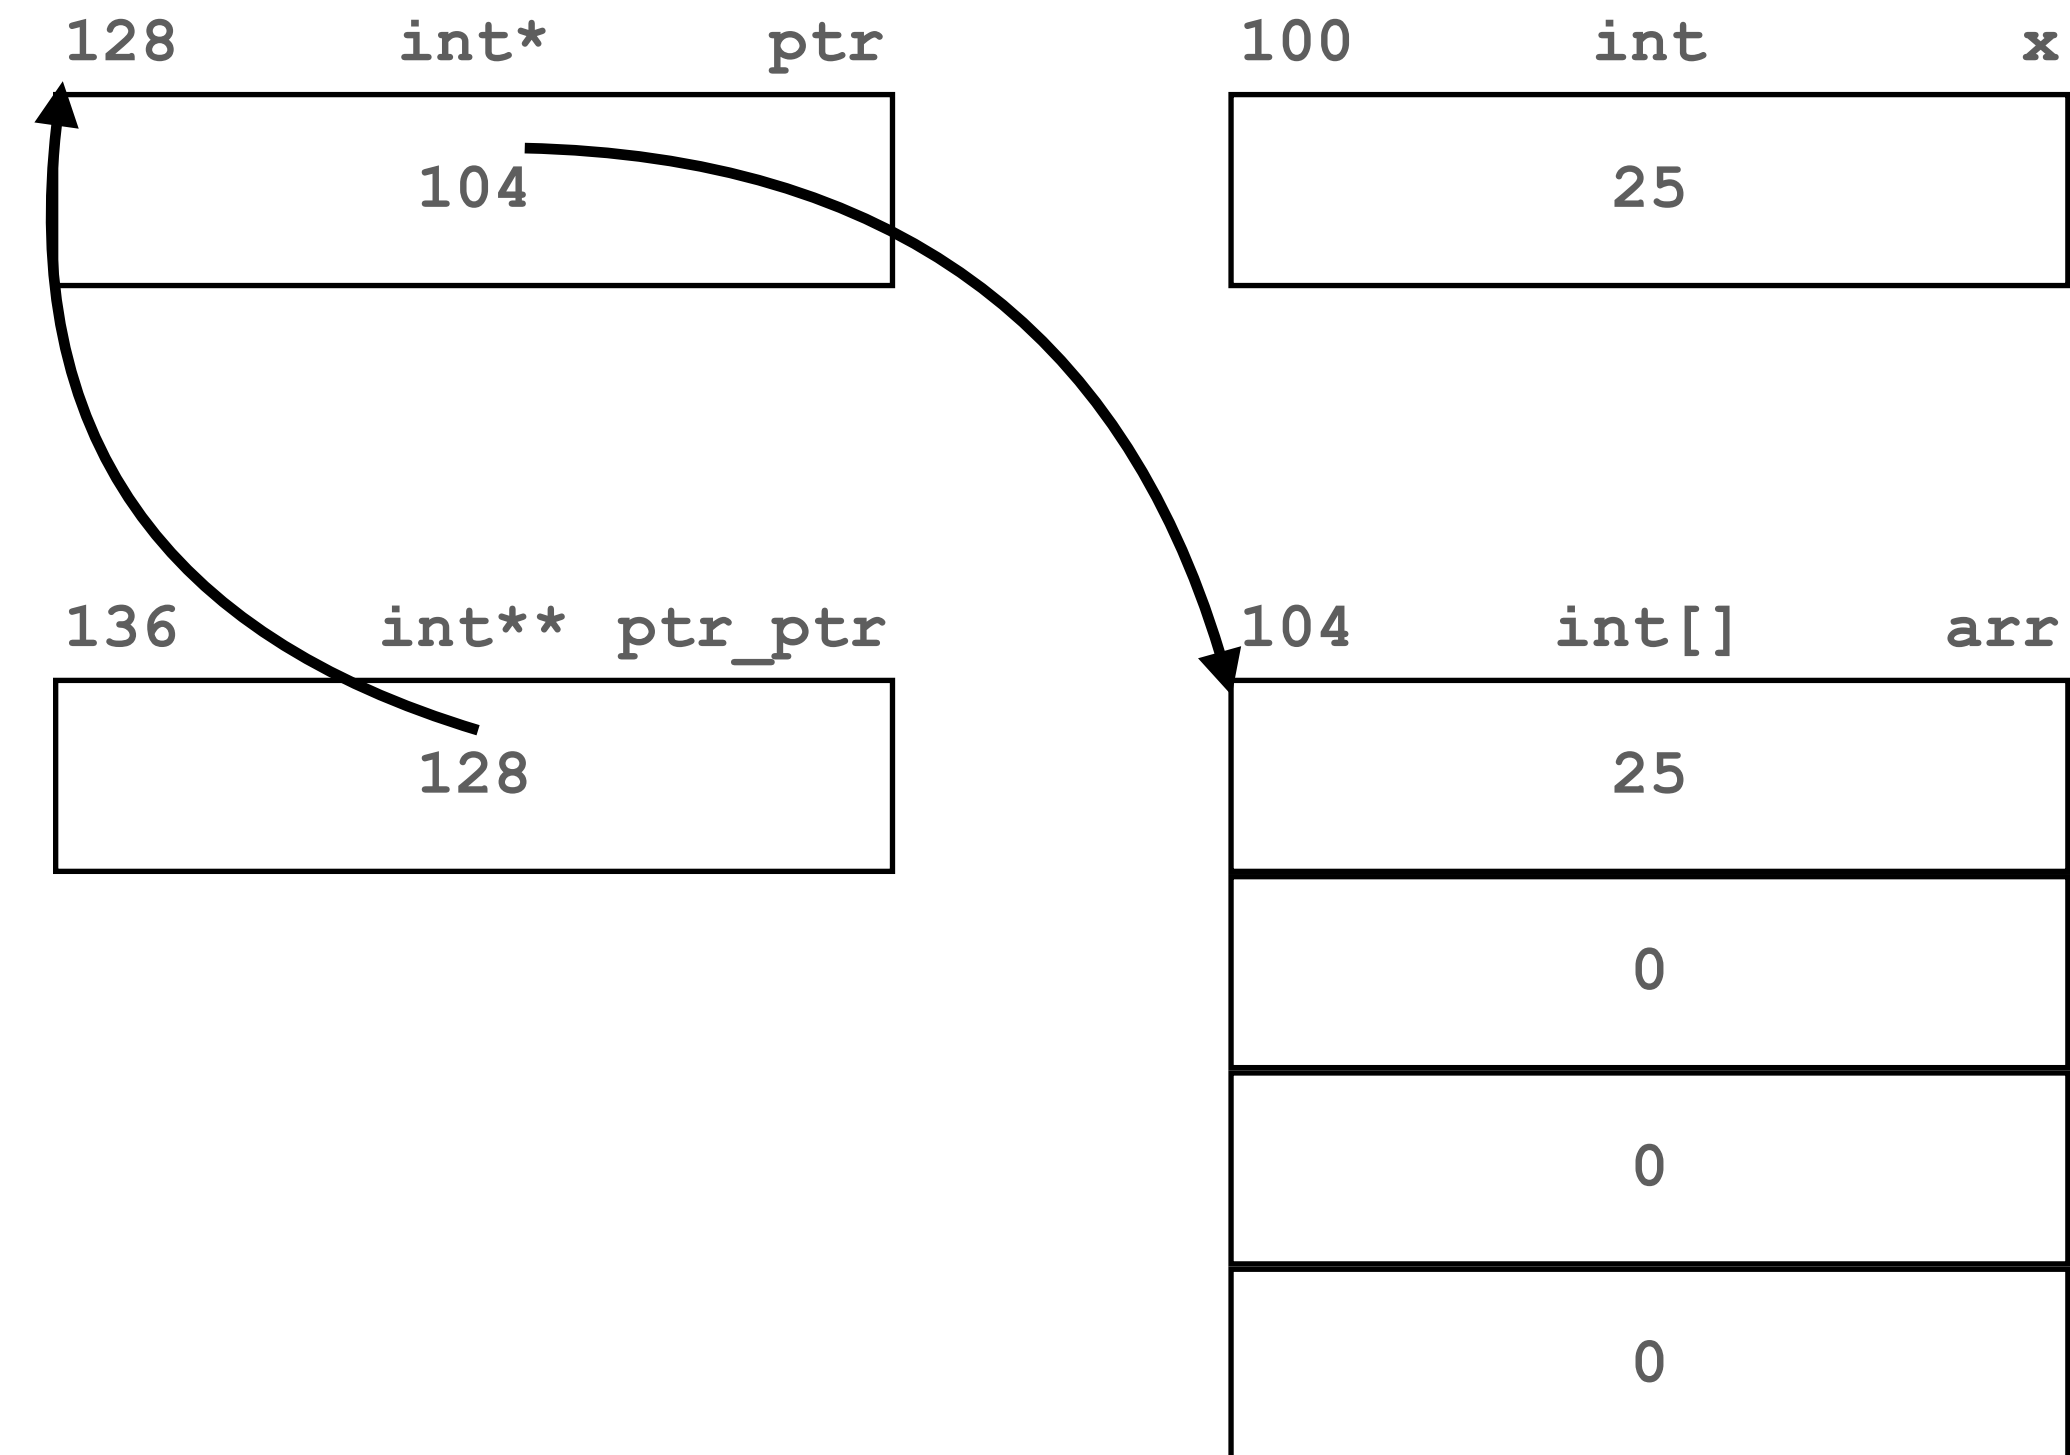 128 int* ptr
104
100 int x
25
136 int** ptr_ptr
128
104 int[] arr
25
0
0
0